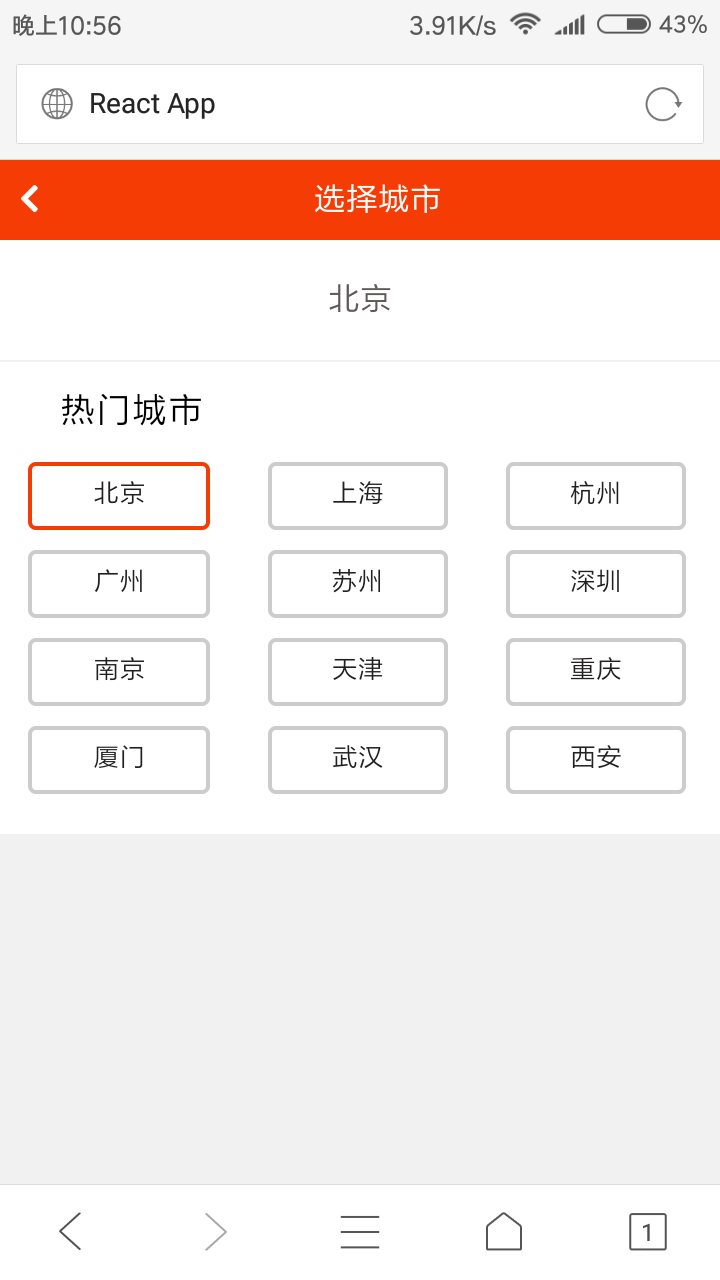 晚上10:56 3.91K/s 43%
React App
选择城市
北京
热门城市
北京 上海 杭州
广州 苏州 深圳
南京 天津 重庆
厦门 武汉 西安
1